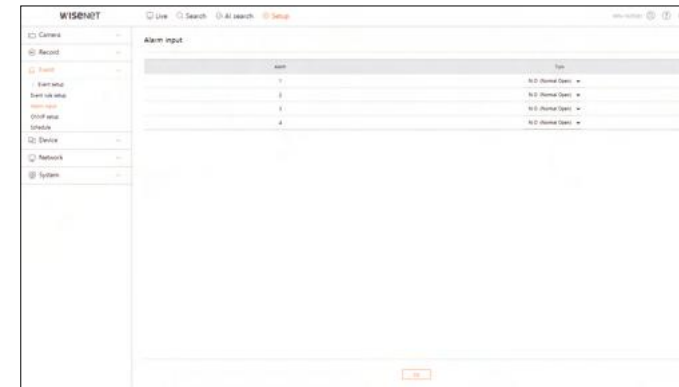 WISENET
Live Search AI search Setup
Camera
Record
Event
Event setup
Event rule setup
Alarm input
ONVIF setup
Schedule
Device
Network
System
Alarm input
Alarm Type
1 N.O (Normal Open)
2 N.O (Normal Open)
3 N.O (Normal Open)
4 N.O (Normal Open)